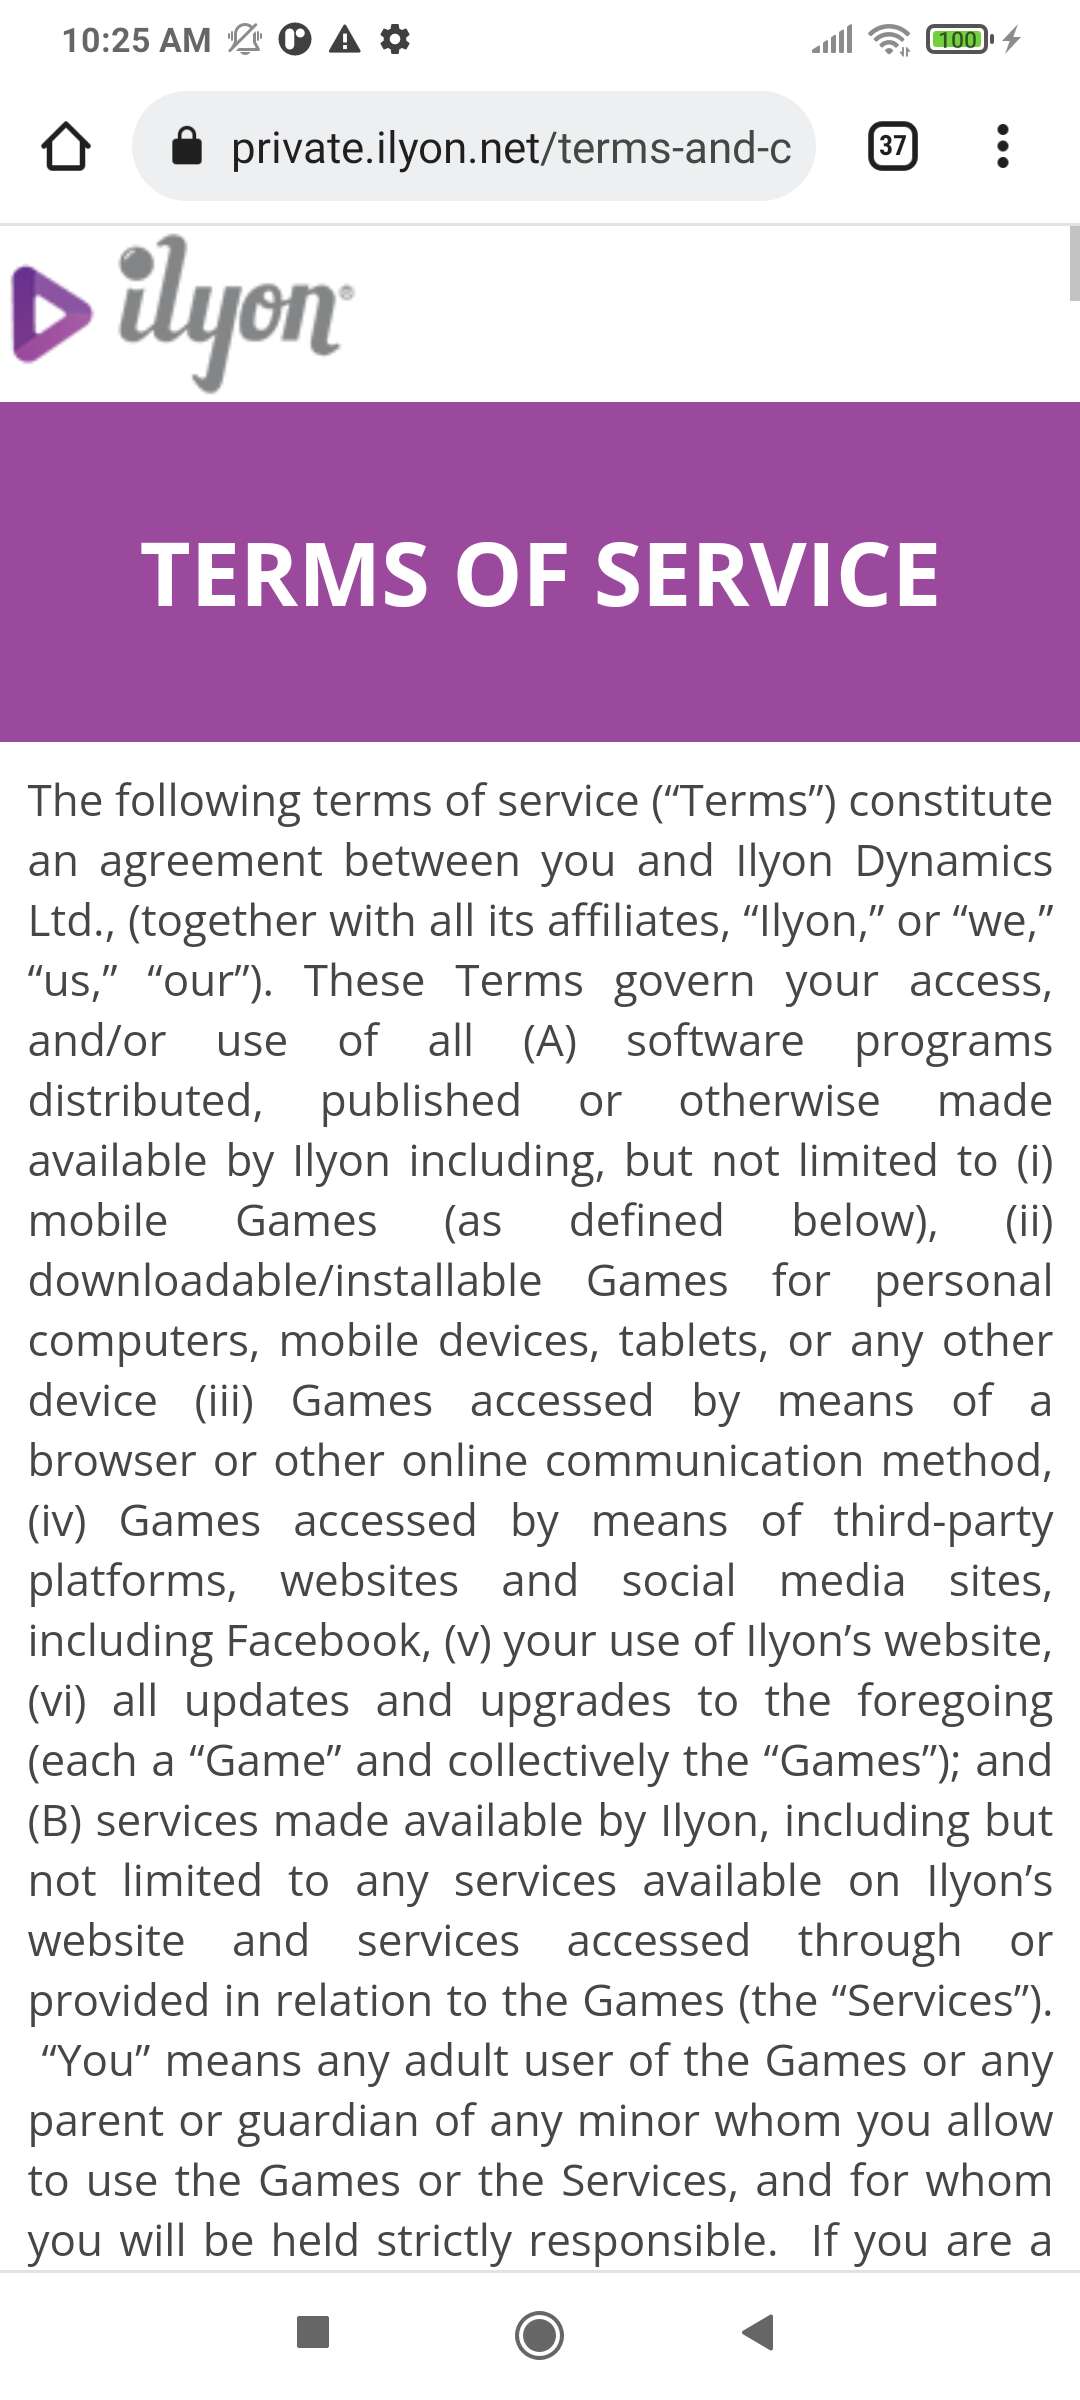 10:25 AM
100
private.ilyon.net/terms-and-c
37
ilyon®
TERMS OF SERVICE
The following terms of service (“Terms”) constitute
an agreement between you and Ilyon Dynamics
Ltd., (together with all its affiliates, “Ilyon,” or “we,”
“us,” “our”). These Terms govern your access,
and/or use of all (A) software programs
distributed, published or otherwise made
available by Ilyon including, but not limited to (i)
mobile Games (as defined below), (ii)
downloadable/installable Games for personal
computers, mobile devices, tablets, or any other
device (iii) Games accessed by means of a
browser or other online communication method,
(iv) Games accessed by means of third-party
platforms, websites and social media sites,
including Facebook, (v) your use of Ilyon’s website,
(vi) all updates and upgrades to the foregoing
(each a “Game” and collectively the “Games”); and
(B) services made available by Ilyon, including but
not limited to any services available on Ilyon’s
website and services accessed through or
provided in relation to the Games (the “Services”).
“You” means any adult user of the Games or any
parent or guardian of any minor whom you allow
to use the Games or the Services, and for whom
you will be held strictly responsible. If you are a